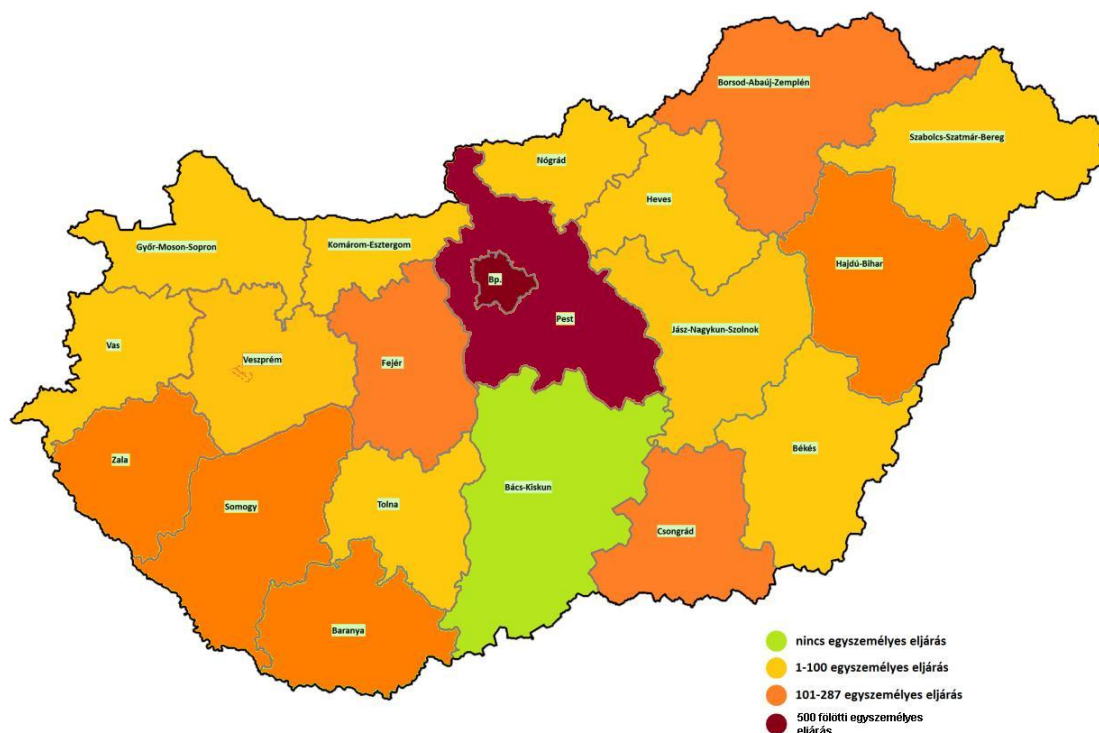 Borsod-Abaúj-Zemplén
Szabolcs-Szatmár-Bereg
Nógrád
Heves
Győr-Moson-Sopron
Komárom-Esztergom
Hajdú-Bihar
Bp.
Pest
Jász-Nagykun-Szolnok
Vas
Veszprém
Fejér
Békés
Zala
Somogy
Tolna
Bács-Kiskun
Csongrád
Baranya
nincs egyszemélyes eljárás
1-100 egyszemélyes eljárás
101-287 egyszemélyes eljárás
500 fölötti egyszemélyes
eljárás